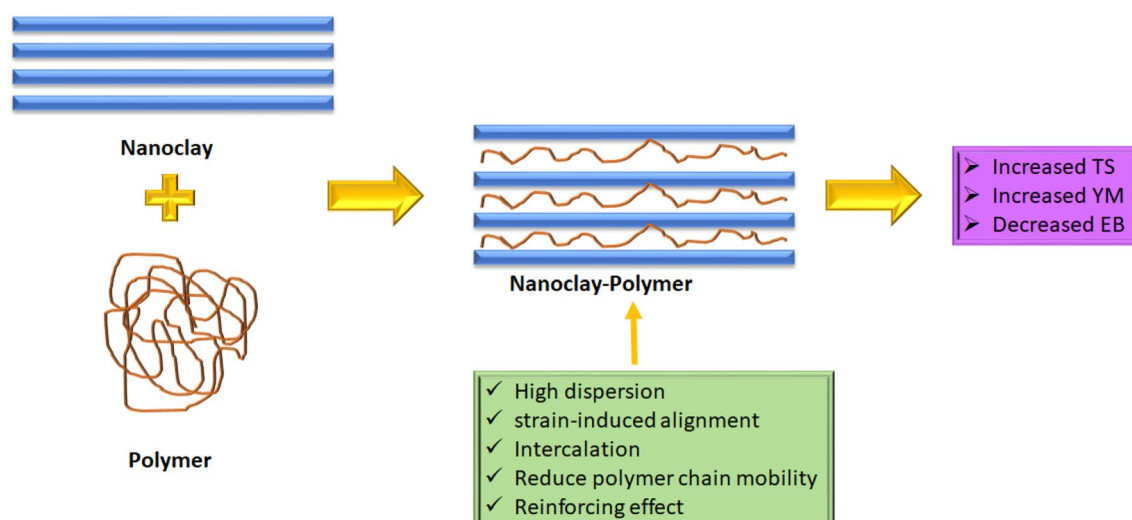 Nanoclay
Polymer
Nanoclay-Polymer
High dispersion
strain-induced alignment
Intercalation
Reduce polymer chain mobility
Reinforcing effect
Increased TS
Increased YM
Decreased EB